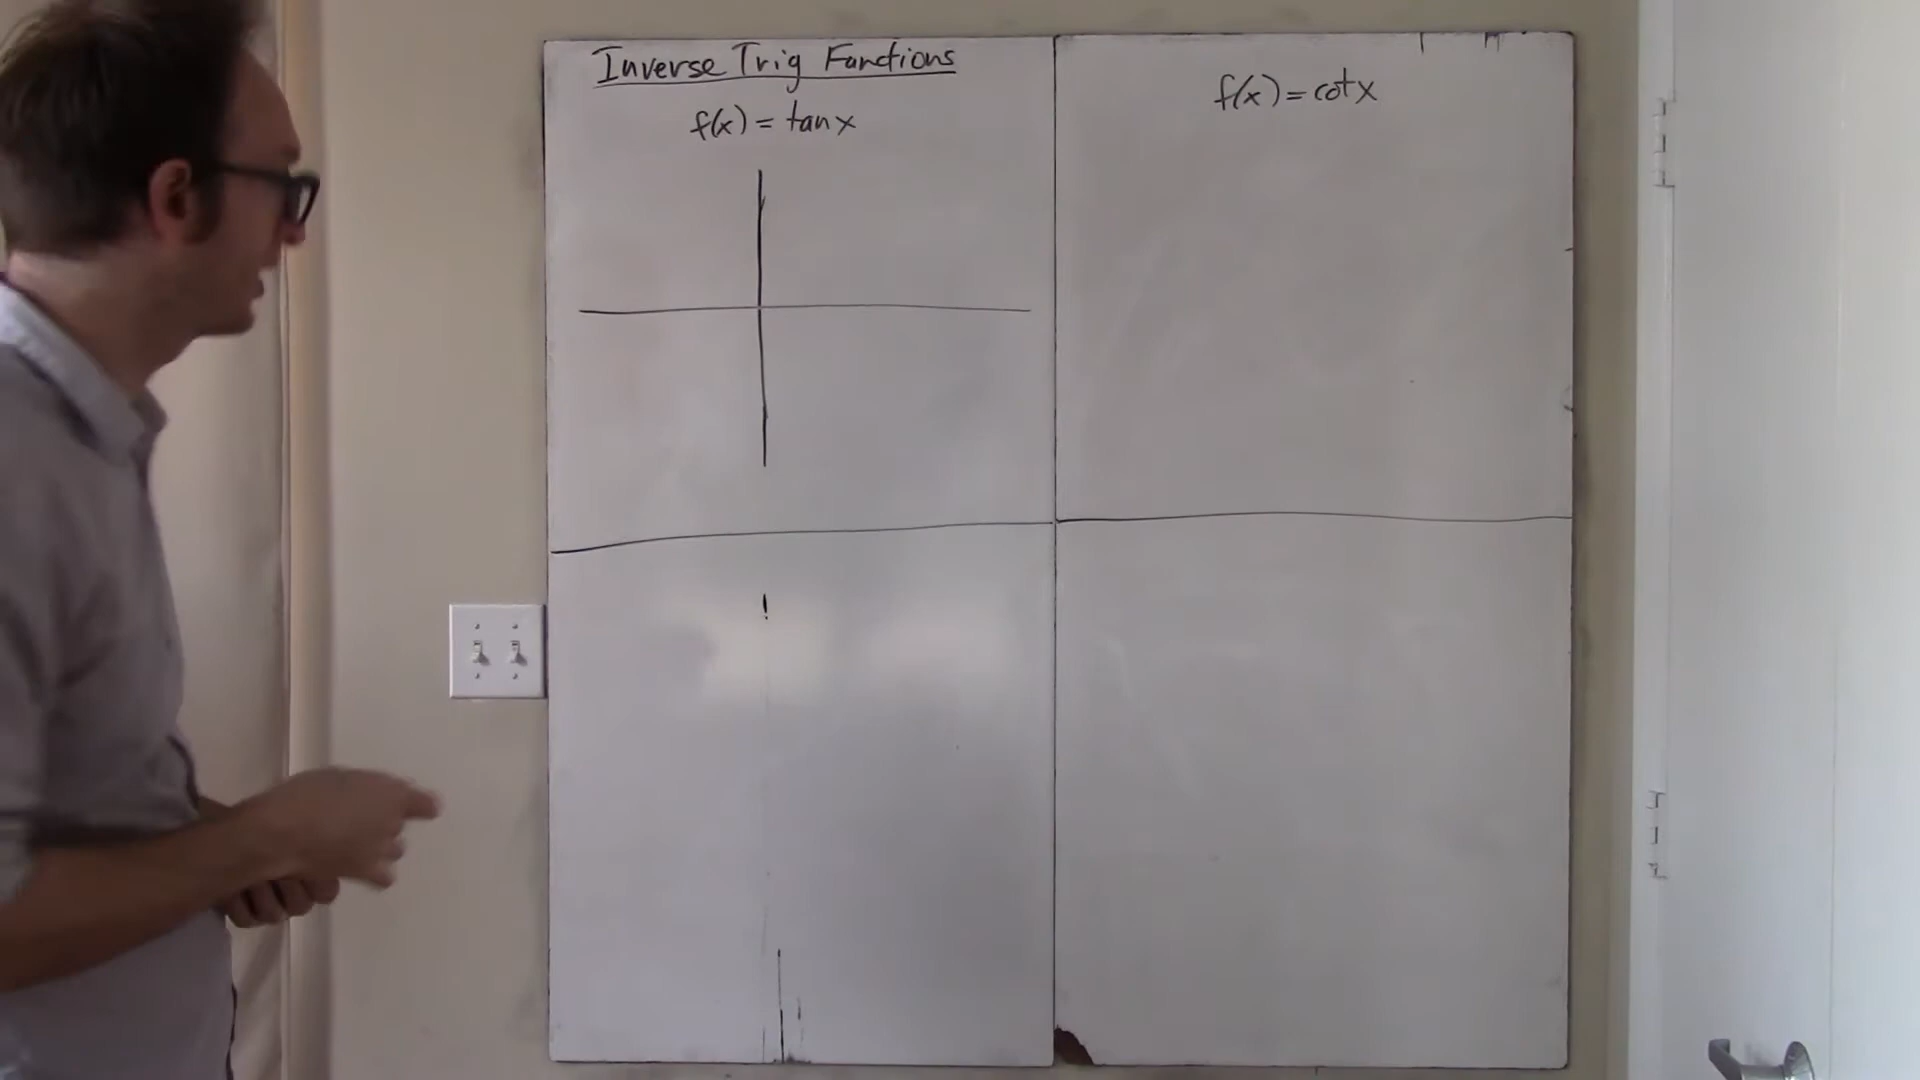 Inverse Trig Functions
f(x) = tan x
f(x) = cot x